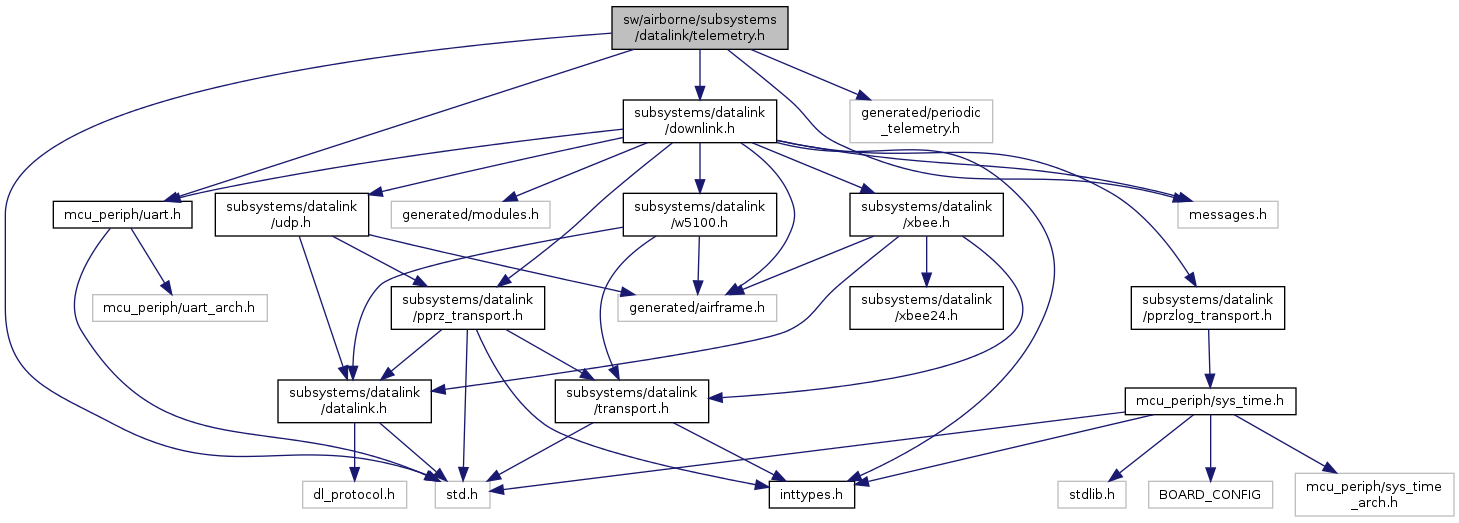 sw/airborne/subsystems
/datalink/telemetry.h
subsystems/datalink
/downlink.h
generated/periodic
_telemetry.h
mcu_periph/uart.h
subsystems/datalink
/udp.h
generated/modules.h
subsystems/datalink
/w5100.h
subsystems/datalink
/xbee.h
messages.h
mcu_periph/uart_arch.h
subsystems/datalink
/pprz_transport.h
generated/airframe.h
subsystems/datalink
/xbee24.h
subsystems/datalink
/pprzlog_transport.h
subsystems/datalink
/datalink.h
subsystems/datalink
/transport.h
mcu_periph/sys_time.h
dl_protocol.h
std.h
inttypes.h
stdlib.h
BOARD_CONFIG
mcu_periph/sys_time
_arch.h